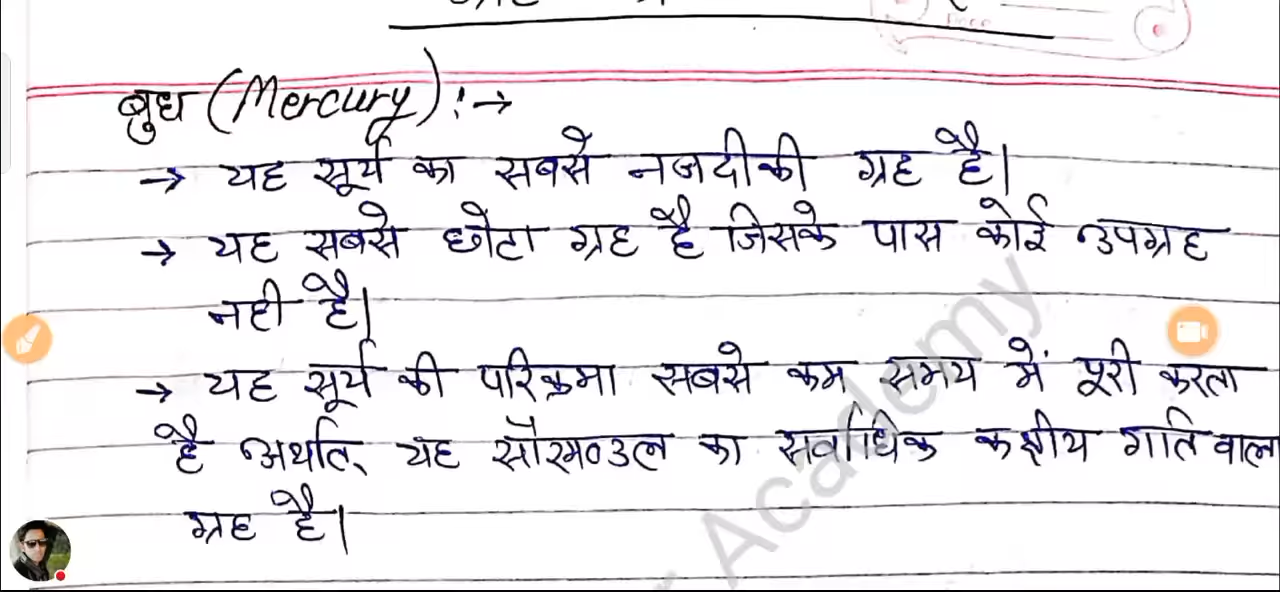 बुध (Mercury) :→
→ यह सूर्य का सबसे नजदीकी ग्रह है।
→ यह सबसे छोटा ग्रह है जिसके पास कोई उपग्रह
नही है।
→ यह सूर्य की परिक्रमा सबसे कम समय में पूरी करता
है अर्थात् यह सौरमण्डल का सर्वाधिक कक्षीय गति वाल
ग्रह है।
Academy